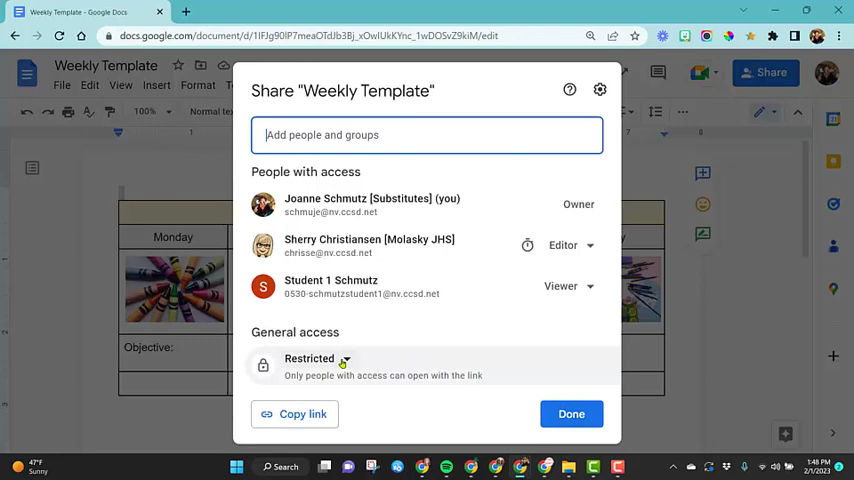 Weekly Template - Google Docs
docs.google.com/document/d/1IFJg90lP7meaOTdJb3Bj_xOwIUkKYnc_1wDOSvZ9kiM/edit
Weekly Template
File Edit View Insert Format
Share
100% Normal text
Share "Weekly Template"
Add people and groups
People with access
Joanne Schmutz [Substitutes] (you)
schmuje@nv.ccsd.net
Owner
Sherry Christiansen [Molasky JHS]
chrisse@nv.ccsd.net
Editor
S
Student 1 Schmutz
0530-schmutzstudent1@nv.ccsd.net
Viewer
General access
Restricted
Only people with access can open with the link
Copy link
Done
Monday
Objective:
47°F
Sunny
Search
1:48 PM
2/1/2023